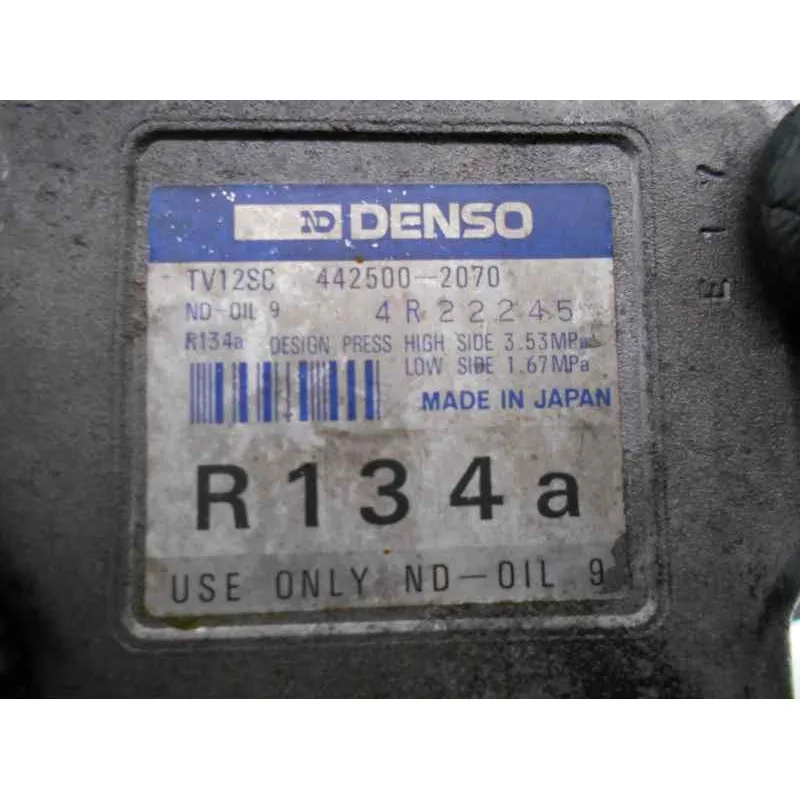 ND DENSO
TV12SC 442500-2070
ND-OIL 9 4R22245
R134a DESIGN PRESS HIGH SIDE 3.53MPa
LOW SIDE 1.67MPa
MADE IN JAPAN
R134a
USE ONLY ND-OIL 9